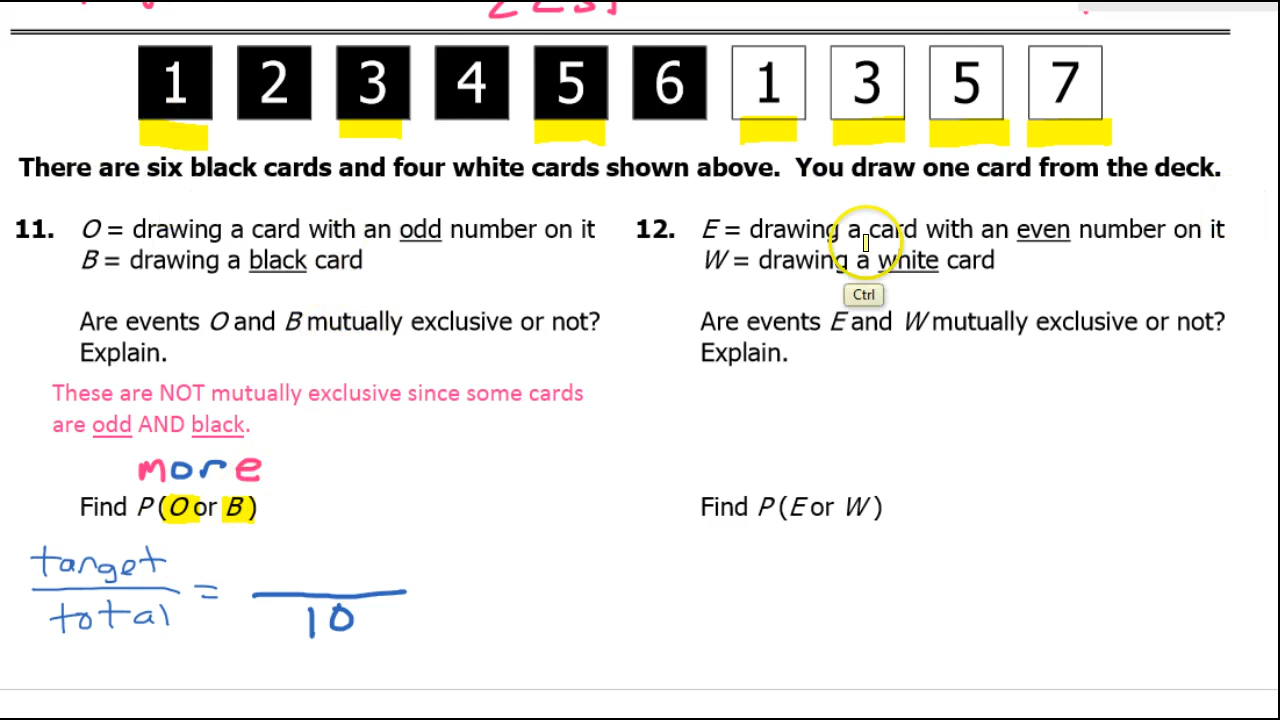 1 2 3 4 5 6 1 3 5 7
There are six black cards and four white cards shown above. You draw one card from the deck.
11. O = drawing a card with an odd number on it
B = drawing a black card
Are events O and B mutually exclusive or not?
Explain.
These are NOT mutually exclusive since some cards
are odd AND black.
more
Find P(O or B)
target
total
=
10
12. E = drawing a card with an even number on it
W = drawing a white card
Ctrl
Are events E and W mutually exclusive or not?
Explain.
Find P(E or W)